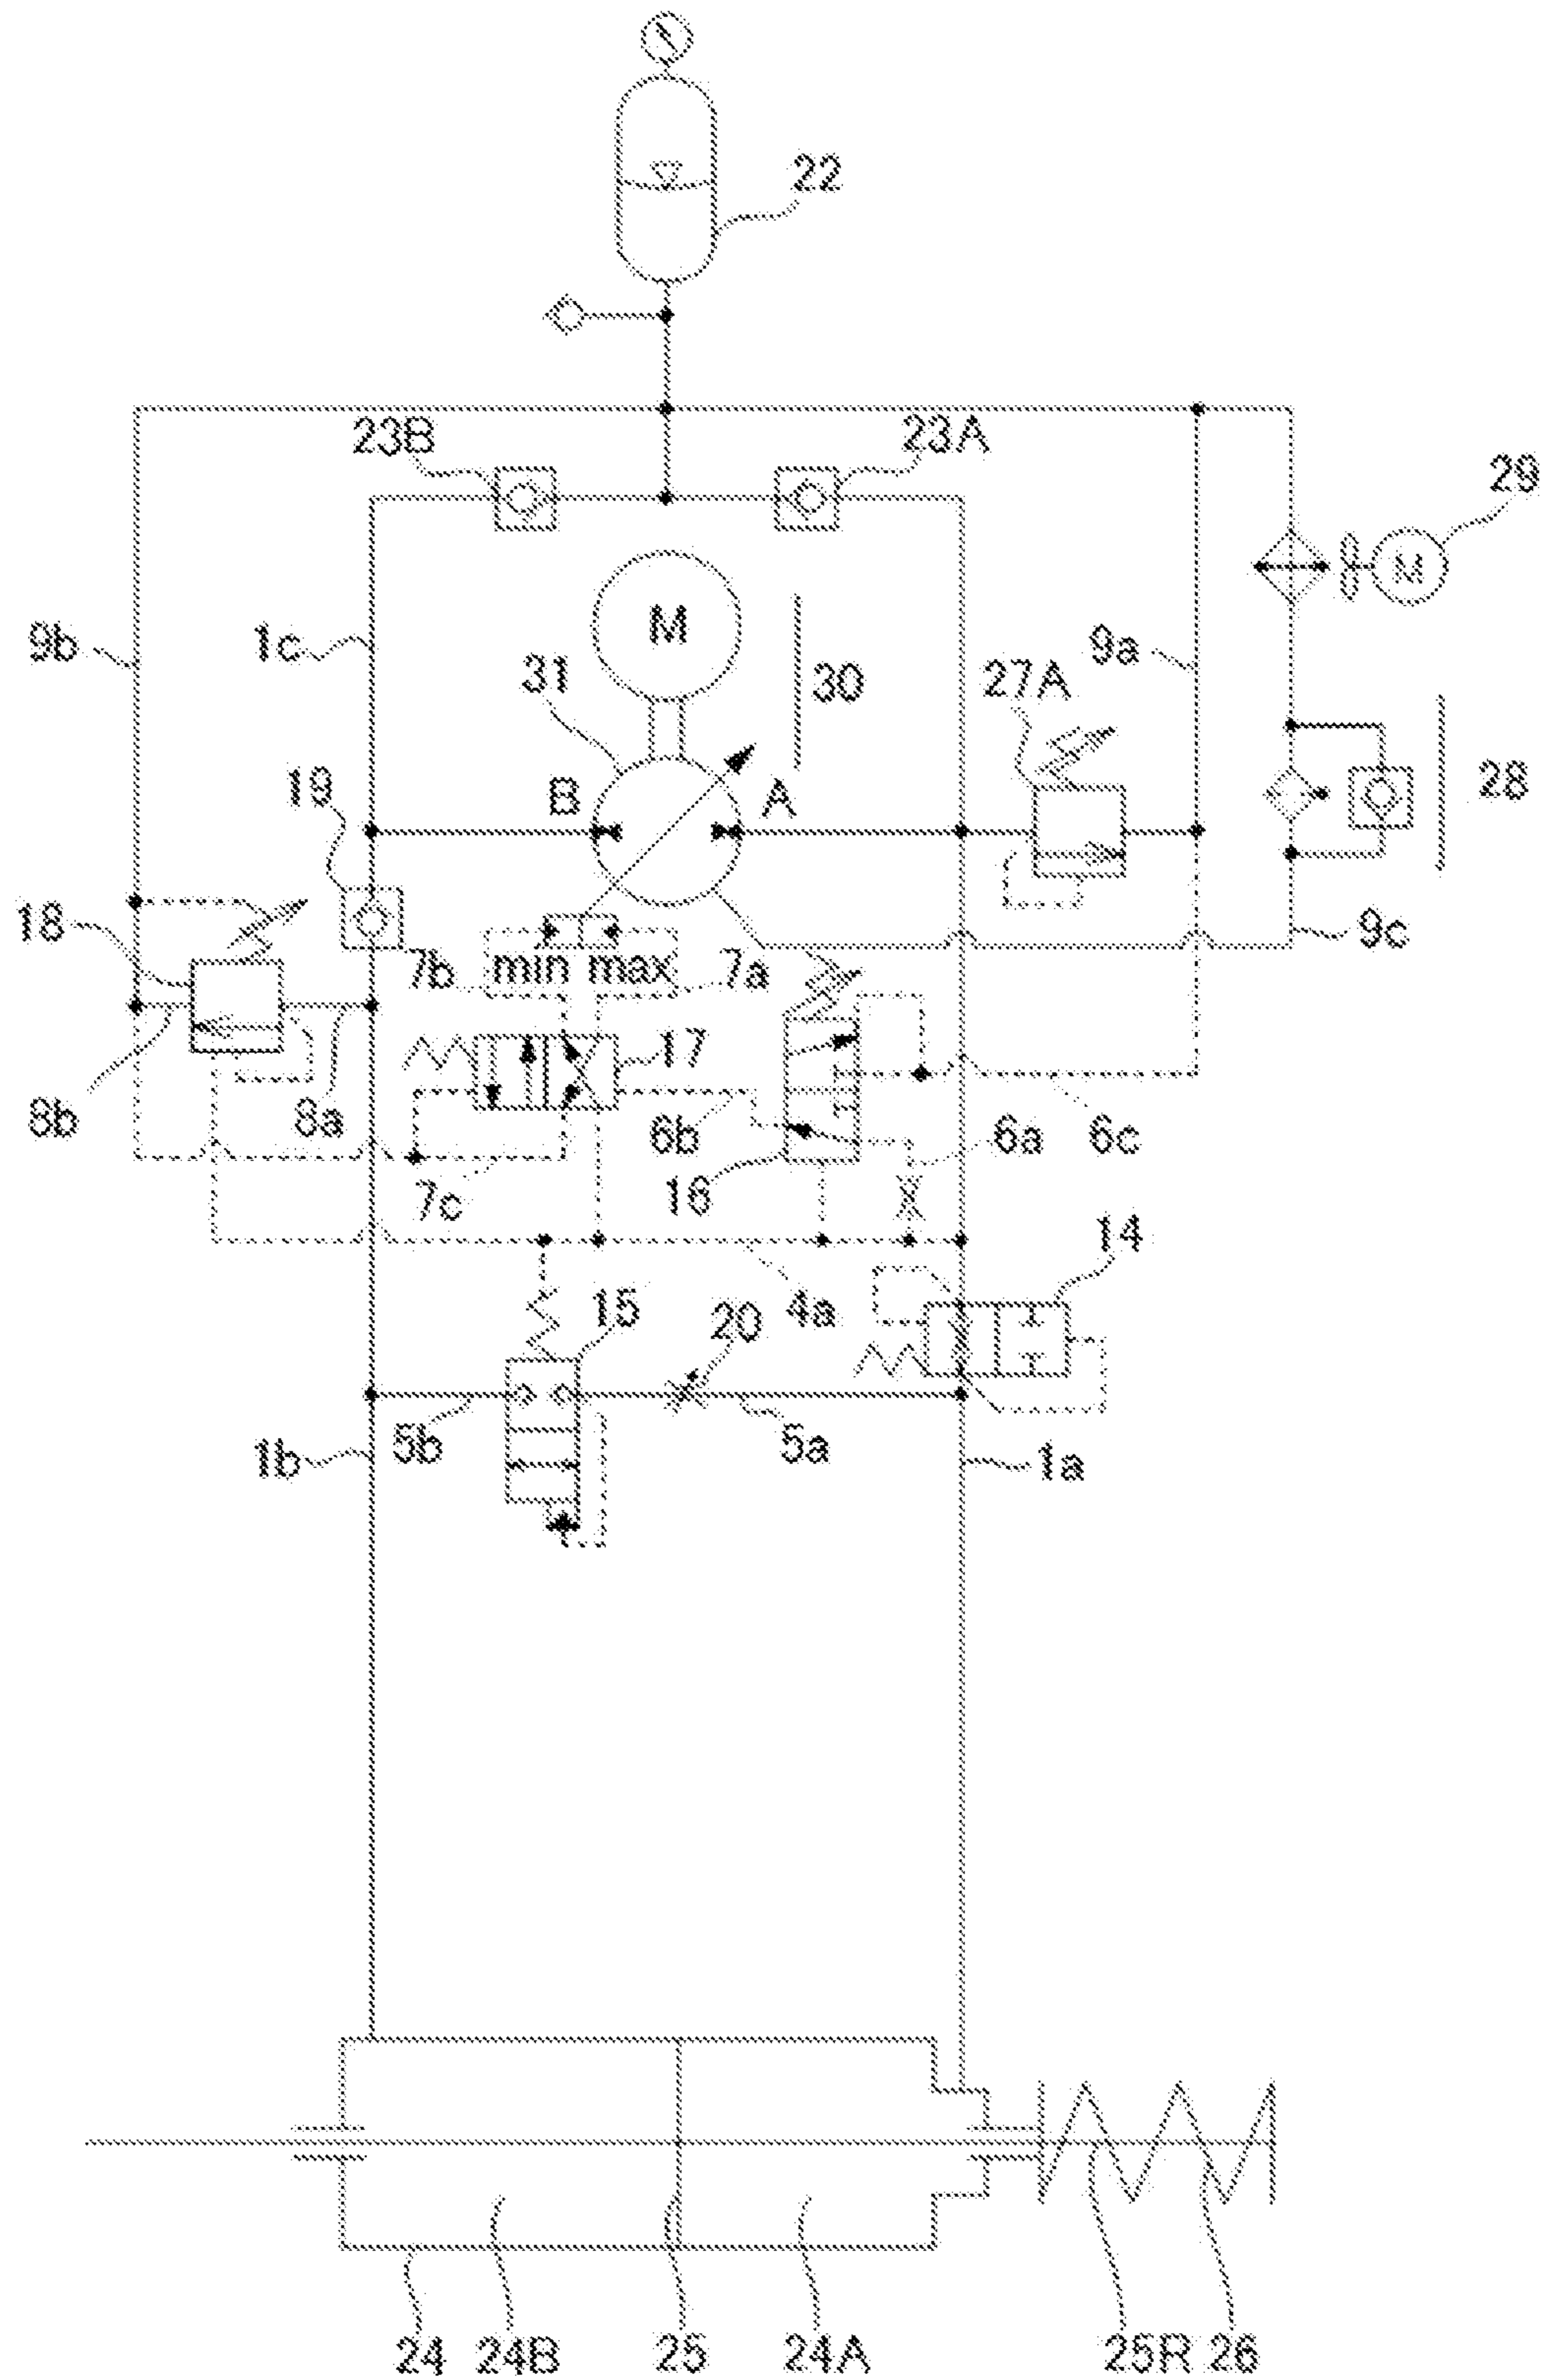 22
23B 23A
29
M
9b 1c M 9a
31 30 27A
19 B A 28
18 9c
7b min max 7a
17
8b 8a 6b 6a 6c
7c 16
14
15 20 4a
5b 5a
1b 1a
24 24B 25 24A 25R 26